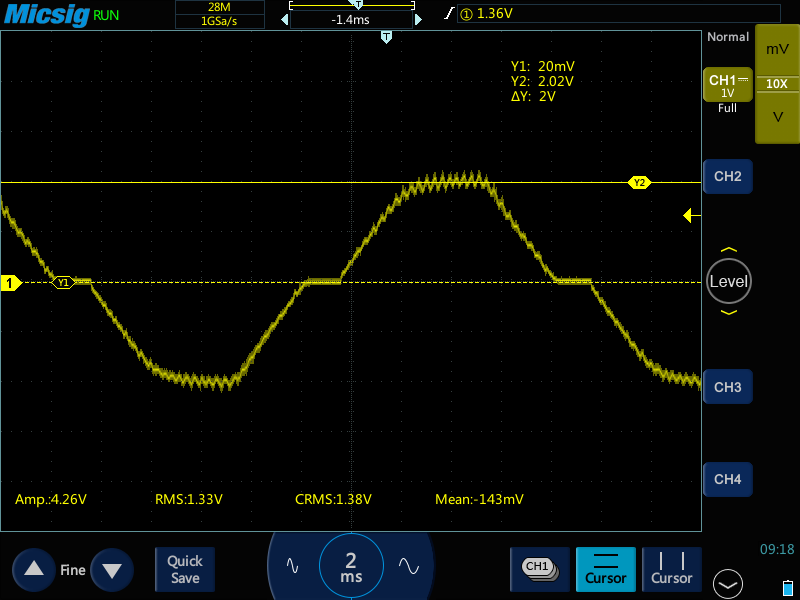 Micsig RUN
28M
1GSa/s
T
-1.4ms
1 1.36V
T
Normal
mV
CH1
1V
10X
Full
V
Y1: 20mV
Y2: 2.02V
ΔY: 2V
CH2
Y2
1
Y1
Level
CH3
CH4
Amp.:4.26V RMS:1.33V CRMS:1.38V Mean:-143mV
Fine
Quick
Save
2
ms
CH1
Cursor
Cursor
09:18